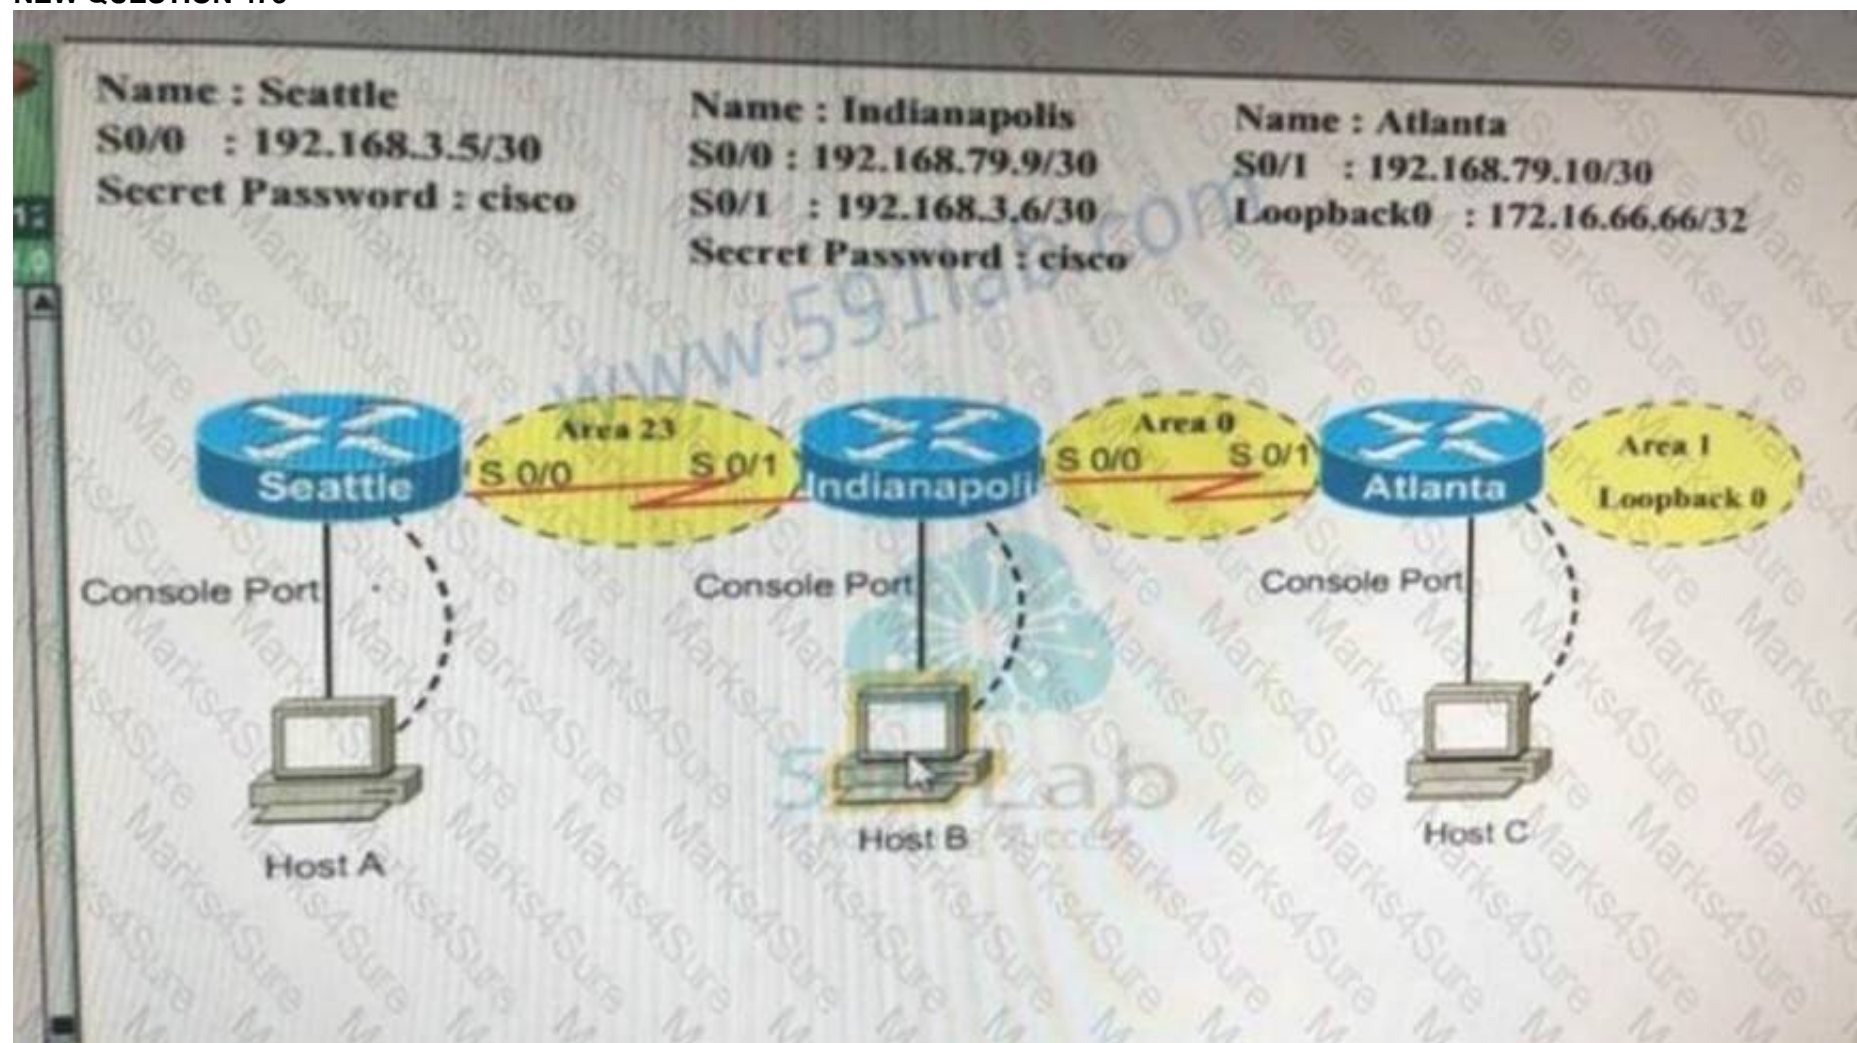 Name : Seattle
S0/0 : 192.168.3.5/30
Secret Password : cisco
Name : Indianapolis
S0/0 : 192.168.79.9/30
S0/1 : 192.168.3.6/30
Secret Password : cisco
Name : Atlanta
S0/1 : 192.168.79.10/30
Loopback0 : 172.16.66.66/32
www.591lab.com
Area 23
S 0/0
S 0/1
Area 0
S 0/0
S 0/1
Area 1
Loopback 0
Seattle
Indianapoli
Atlanta
Console Port
Console Port
Console Port
Host A
Host B
Host C
Marks4Sure